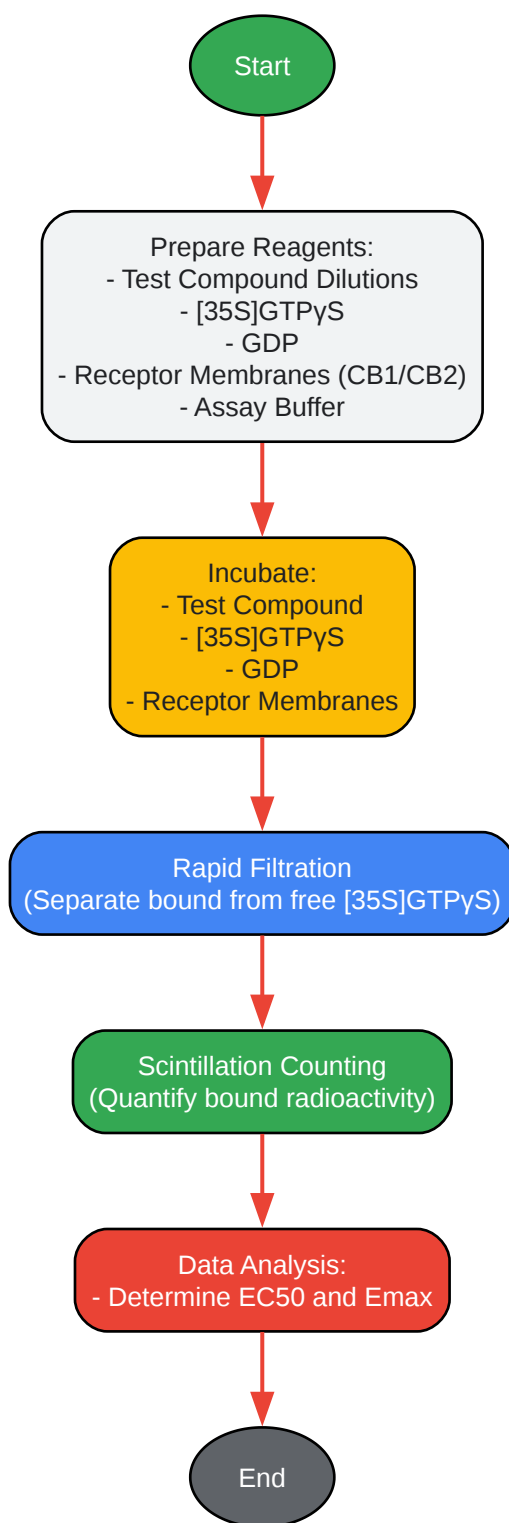 Start
Prepare Reagents:
- Test Compound Dilutions
- [35S]GTPγS
- GDP
- Receptor Membranes (CB1/CB2)
- Assay Buffer
Incubate:
- Test Compound
- [35S]GTPγS
- GDP
- Receptor Membranes
Rapid Filtration
(Separate bound from free [35S]GTPγS)
Scintillation Counting
(Quantify bound radioactivity)
Data Analysis:
- Determine EC50 and Emax
End